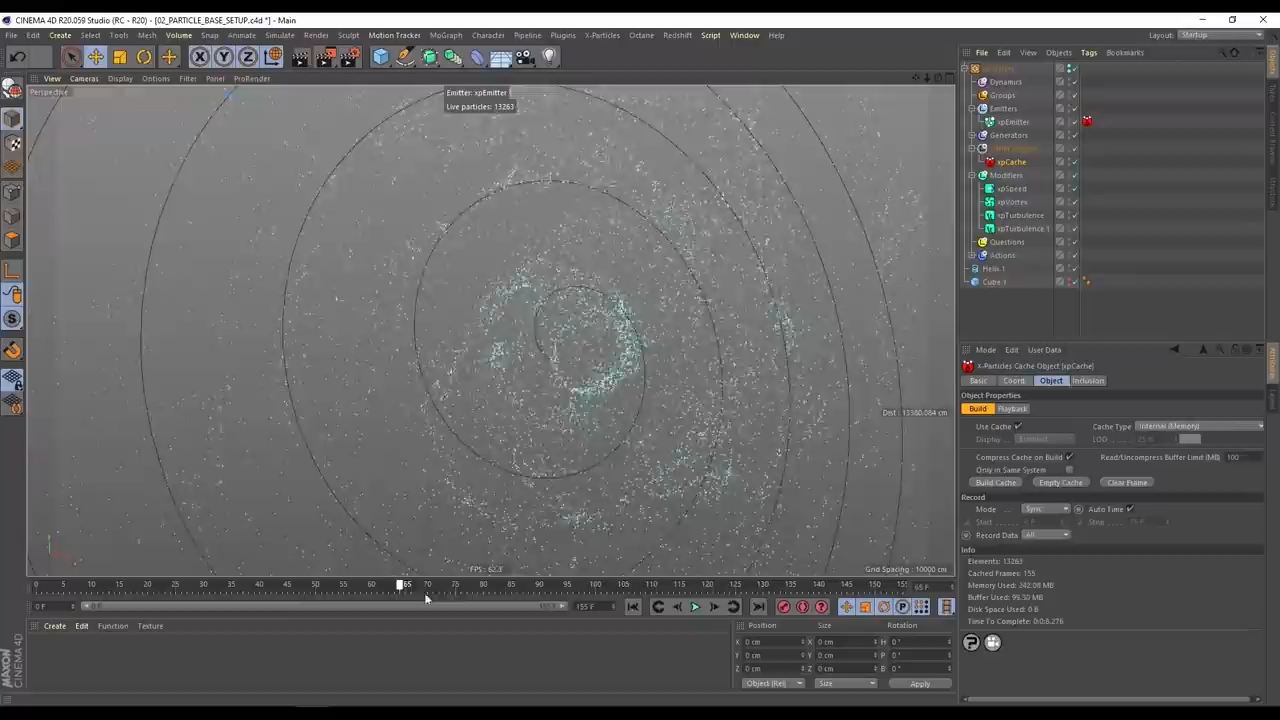 CINEMA 4D R20.059 Studio (RC - R20) - [02_PARTICLE_BASE_SETUP.c4d *] - Main
File Edit Create Select Tools Mesh Volume Snap Animate Simulate Render Sculpt Motion Tracker MoGraph Character Pipeline Plugins X-Particles Octane Redshift Script Window Help
Layout: Startup
X Y Z
File Edit View Objects Tags Bookmarks
View Cameras Display Options Filter Panel ProRender
Perspective
Emitter: xpEmitter
Live particles: 13263
Dynamics
Groups
Emitters
xpEmitter
Generators
xpCache
Modifiers
xpSpeed
xpVortex
xpTurbulence
xpTurbulence.1
Questions
Actions
Helix.1
Cube.1
Mode Edit User Data
X-Particles Cache Object [xpCache]
Basic Coord. Object Inclusion
Object Properties
Build Playback
Use Cache Cache Type Internal (Memory)
Display LOD
Compress Cache on Build Read/Uncompress Buffer Limit (MB) 100
Only in Same System
Build Cache Empty Cache Clear Frame
Record
Mode Sync Auto Time
Start Stop
Record Data All
Info
Elements: 13263
Cached Frames: 155
Buffer Used: 99.30 MB
Disk Space Used: 0 B
Time To Complete: 0:0:8.276
FPS : 62.3
Grid Spacing : 10000 cm
0 5 10 15 20 25 30 35 40 45 50 55 60 65 70 75 80 85 90 95 100 105 110 115 120 125 130 135 140 145 150 65 F
0 F 155 F
Create Edit Function Texture
Position Size Rotation
X 0 cm X 0 cm H 0 °
Y 0 cm Y 0 cm P 0 °
Z 0 cm Z 0 cm B 0 °
Object (Rel) Size Apply
MAXON
CINEMA 4D